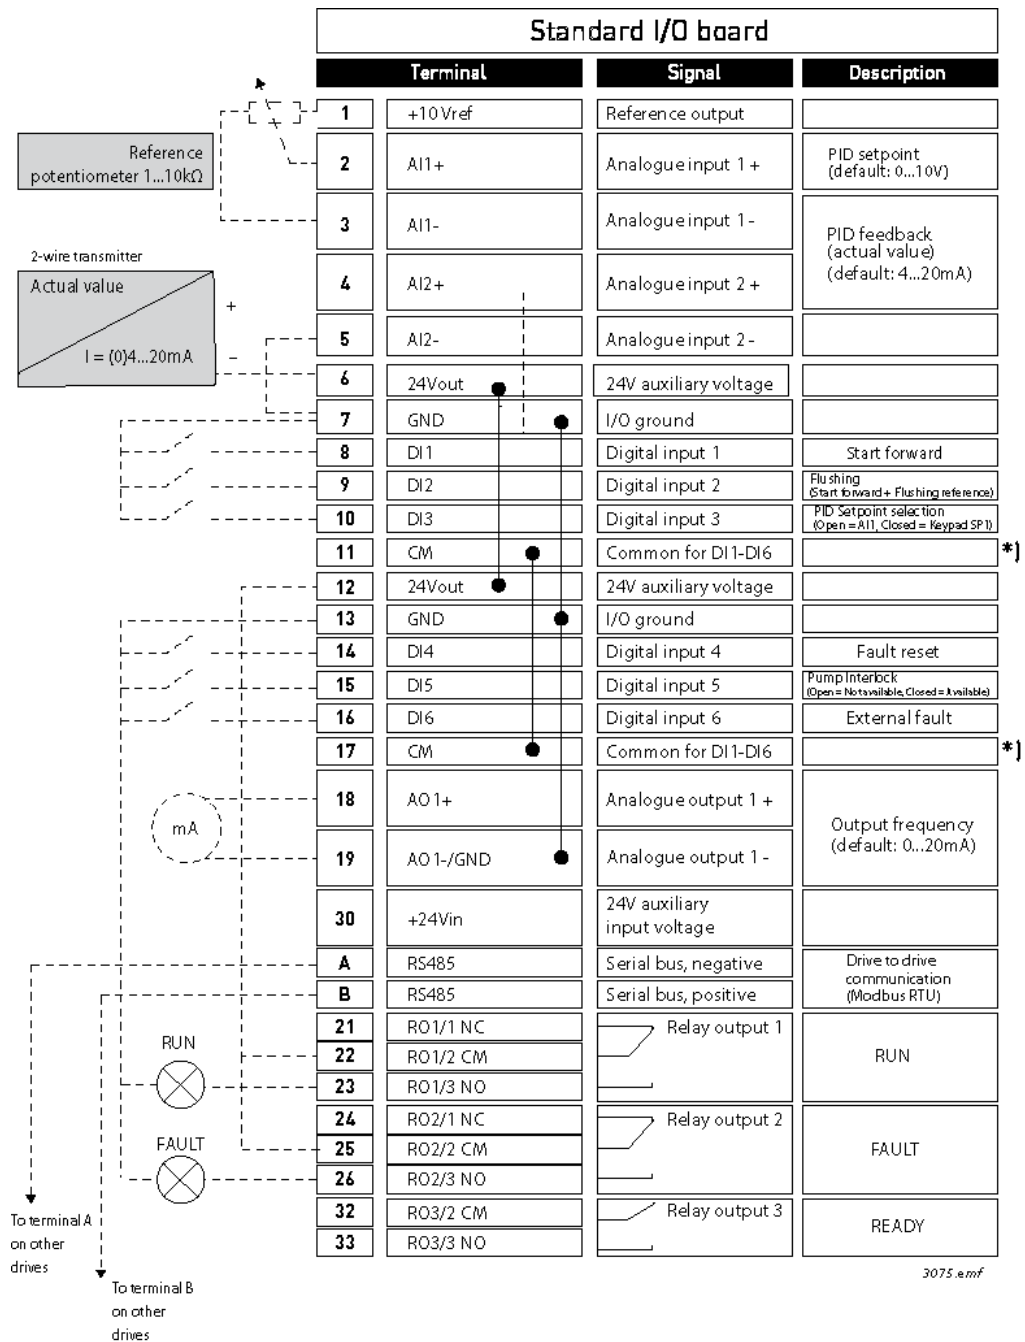 Standard I/O board
Terminal Signal Description
1 +10 Vref Reference output
Reference
potentiometer 1...10kΩ
2 AI1+ Analogue input 1 + PID setpoint
(default: 0...10V)
3 AI1- Analogue input 1 -
PID feedback
(actual value)
(default: 4...20mA)
2-wire transmitter
Actual value
+
I = (0)4...20mA
–
4 AI2+ Analogue input 2 +
5 AI2- Analogue input 2 -
6 24Vout 24V auxiliary voltage
7 GND I/O ground
8 DI1 Digital input 1 Start forward
9 DI2 Digital input 2 Flushing
(Start forward + Flushing reference)
10 DI3 Digital input 3 PID Setpoint selection
(Open = AI1, Closed = Keypad SP1)
11 CM Common for DI1-DI6 *)
12 24Vout 24V auxiliary voltage
13 GND I/O ground
14 DI4 Digital input 4 Fault reset
15 DI5 Digital input 5 Pump Interlock
(Open = Not available, Closed = Available)
16 DI6 Digital input 6 External fault
17 CM Common for DI1-DI6 *)
18 AO1+ Analogue output 1 +
mA
Output frequency
(default: 0...20mA)
19 AO1-/GND Analogue output 1 -
30 +24Vin 24V auxiliary
input voltage
A RS485 Serial bus, negative
Drive to drive
communication
(Modbus RTU)
B RS485 Serial bus, positive
21 RO1/1 NC Relay output 1
RUN
22 RO1/2 CM RUN
23 RO1/3 NO
24 RO2/1 NC Relay output 2
FAULT
25 RO2/2 CM FAULT
26 RO2/3 NO
32 RO3/2 CM Relay output 3
READY
33 RO3/3 NO
To terminal A
on other
drives
3075.emf
To terminal B
on other
drives